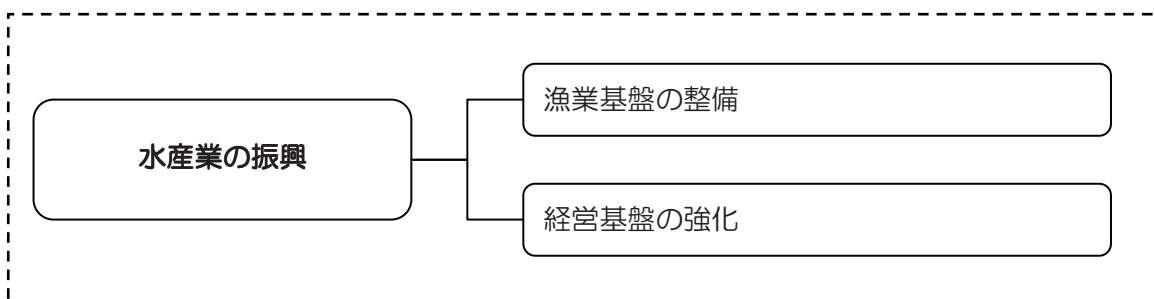 水産業の振興
漁業基盤の整備
経営基盤の強化